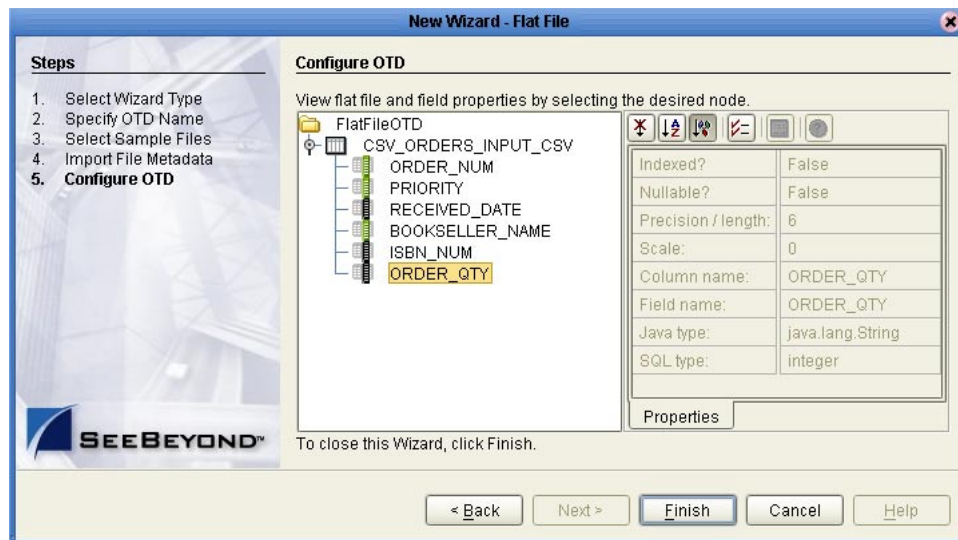 New Wizard - Flat File
Steps
1. Select Wizard Type
2. Specify OTD Name
3. Select Sample Files
4. Import File Metadata
5. Configure OTD
SEEBEYOND™
Configure OTD
View flat file and field properties by selecting the desired node.
FlatFileOTD
CSV_ORDERS_INPUT_CSV
ORDER_NUM
PRIORITY
RECEIVED_DATE
BOOKSELLER_NAME
ISBN_NUM
ORDER_QTY
Indexed? False
Nullable? False
Precision / length: 6
Scale: 0
Column name: ORDER_QTY
Field name: ORDER_QTY
Java type: java.lang.String
SQL type: integer
Properties
To close this Wizard, click Finish.
< Back Next > Finish Cancel Help